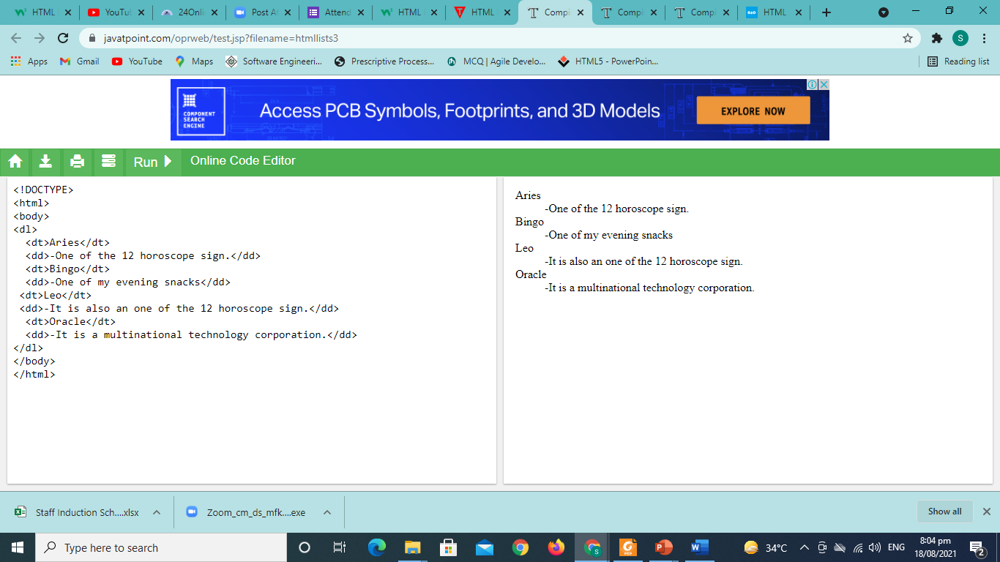 HTML
YouTu
24Onli
Post A
Attend
HTML
HTML
Compi
Compi
Comp
HTML
javatpoint.com/oprweb/test.jsp?filename=htmllists3
S
Apps
Gmail
YouTube
Maps
Software Engineeri...
Prescriptive Process...
MCQ | Agile Develo...
HTML5 - PowerPoin...
Reading list
COMPONENT
SEARCH
ENGINE
Access PCB Symbols, Footprints, and 3D Models
EXPLORE NOW
Run
Online Code Editor
<!DOCTYPE>
<html>
<body>
<dl>
  <dt>Aries</dt>
  <dd>-One of the 12 horoscope sign.</dd>
  <dt>Bingo</dt>
  <dd>-One of my evening snacks</dd>
 <dt>Leo</dt>
 <dd>-It is also an one of the 12 horoscope sign.</dd>
  <dt>Oracle</dt>
  <dd>-It is a multinational technology corporation.</dd>
</dl>
</body>
</html>
Aries
-One of the 12 horoscope sign.
Bingo
-One of my evening snacks
Leo
-It is also an one of the 12 horoscope sign.
Oracle
-It is a multinational technology corporation.
Staff Induction Sch....xlsx
Zoom_cm_ds_mfk....exe
Show all
Type here to search
34°C
ENG
8:04 pm
18/08/2021
2